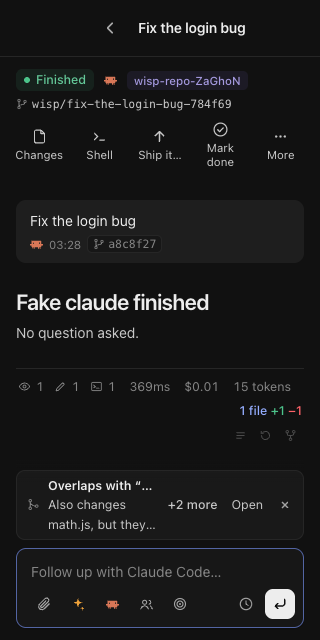 Fix the login bug
Finished
wisp-repo-ZaGhoN
wisp/fix-the-login-bug-784f69
Changes
Shell
Ship it...
Mark
done
More
Fix the login bug
03:28
a8c8f27
Fake claude finished
No question asked.
1 1 1 369ms $0.01 15 tokens
1 file +1 −1
Overlaps with “...
Also changes
math.js, but they...
+2 more
Open
Follow up with Claude Code...